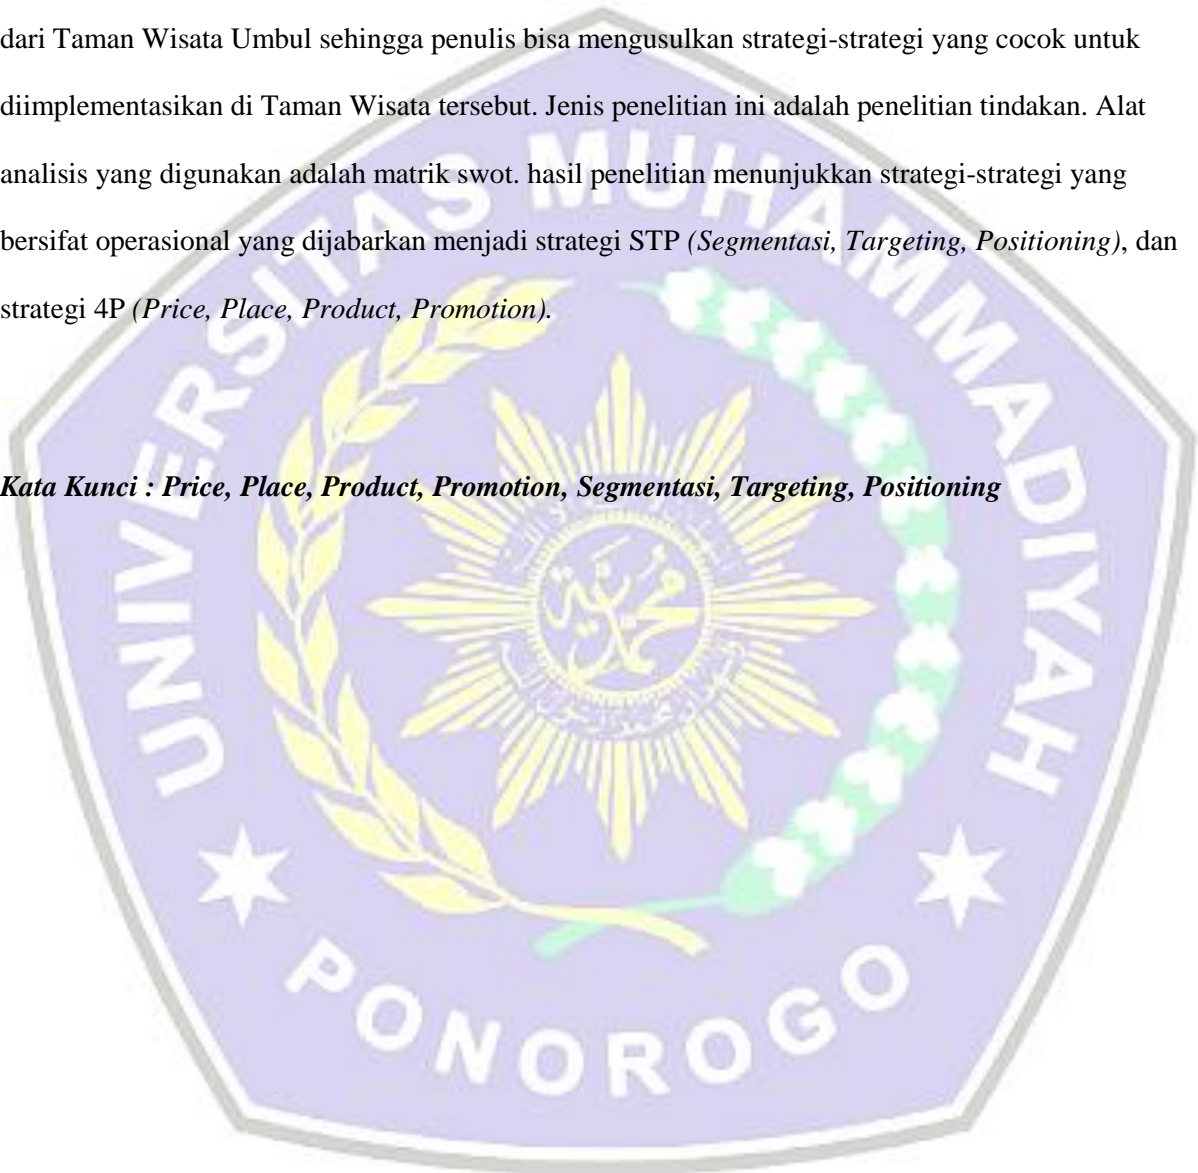 dari Taman Wisata Umbul sehingga penulis bisa mengusulkan strategi-strategi yang cocok untuk
diimplementasikan di Taman Wisata tersebut. Jenis penelitian ini adalah penelitian tindakan. Alat
analisis yang digunakan adalah matrik swot. hasil penelitian menunjukkan strategi-strategi yang
bersifat operasional yang dijabarkan menjadi strategi STP (Segmentasi, Targeting, Positioning), dan
strategi 4P (Price, Place, Product, Promotion).
Kata Kunci : Price, Place, Product, Promotion, Segmentasi, Targeting, Positioning
UNIVERSITAS MUHAMMADIYAH
PONOROGO